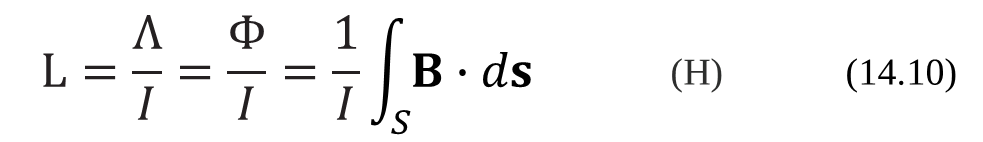 L = Λ/I = Φ/I = 1/I ∫_S B · ds (H) (14.10)